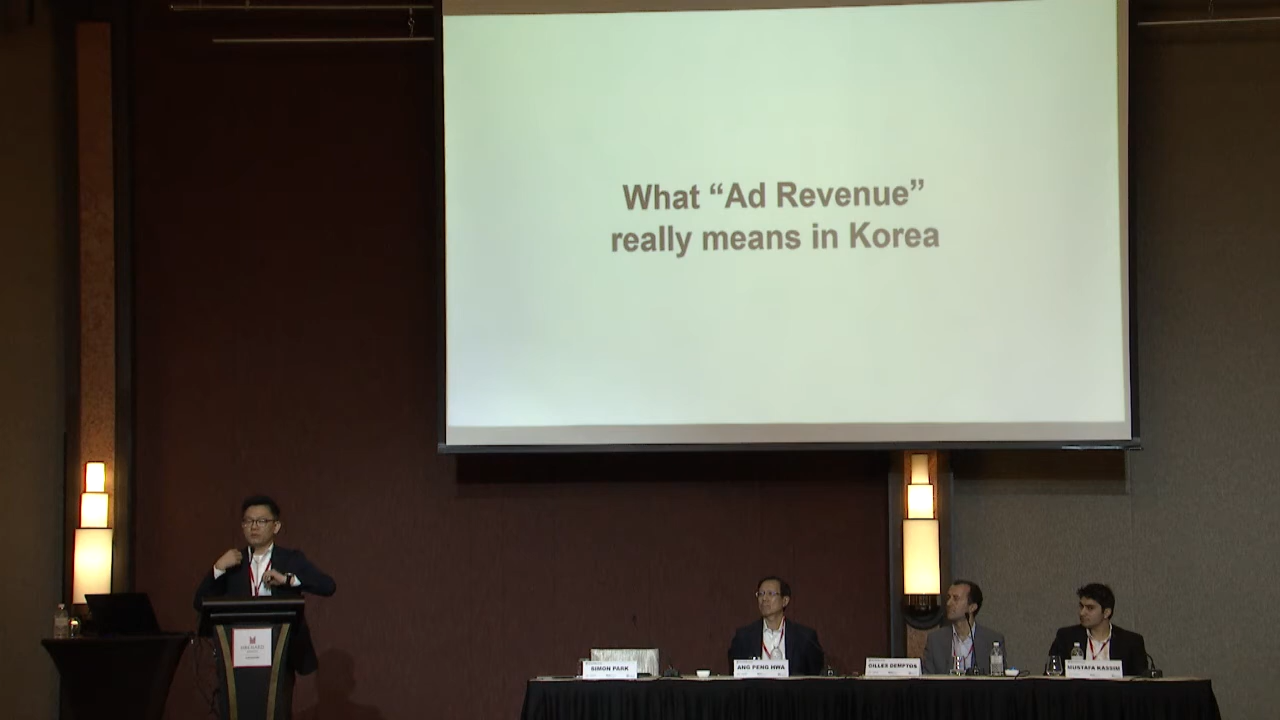 What “Ad Revenue”
really means in Korea
SIMON PARK
ANG PENG HWA
GILLES DEMPTOS
MUSTAFA KASSIM